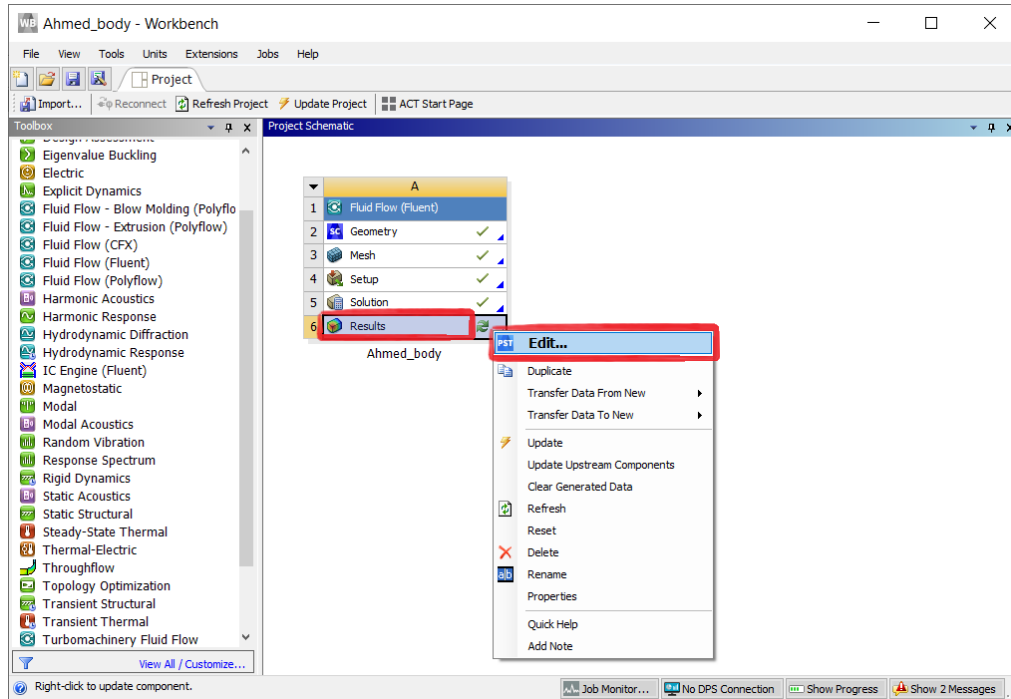 WB Ahmed_body - Workbench
File View Tools Units Extensions Jobs Help
Project
Import... Reconnect Refresh Project Update Project ACT Start Page
Toolbox
Project Schematic
Design Assessment
Eigenvalue Buckling
Electric
Explicit Dynamics
Fluid Flow - Blow Molding (Polyflo
Fluid Flow - Extrusion (Polyflow)
Fluid Flow (CFX)
Fluid Flow (Fluent)
Fluid Flow (Polyflow)
Harmonic Acoustics
Harmonic Response
Hydrodynamic Diffraction
Hydrodynamic Response
IC Engine (Fluent)
Magnetostatic
Modal
Modal Acoustics
Random Vibration
Response Spectrum
Rigid Dynamics
Static Acoustics
Static Structural
Steady-State Thermal
Thermal-Electric
Throughflow
Topology Optimization
Transient Structural
Transient Thermal
Turbomachinery Fluid Flow
View All / Customize...
A
1 Fluid Flow (Fluent)
2 SC Geometry
3 Mesh
4 Setup
5 Solution
6 Results
Ahmed_body
PST Edit...
Duplicate
Transfer Data From New
Transfer Data To New
Update
Update Upstream Components
Clear Generated Data
Refresh
Reset
Delete
a|b Rename
Properties
Quick Help
Add Note
Right-click to update component.
Job Monitor... No DPS Connection Show Progress Show 2 Messages